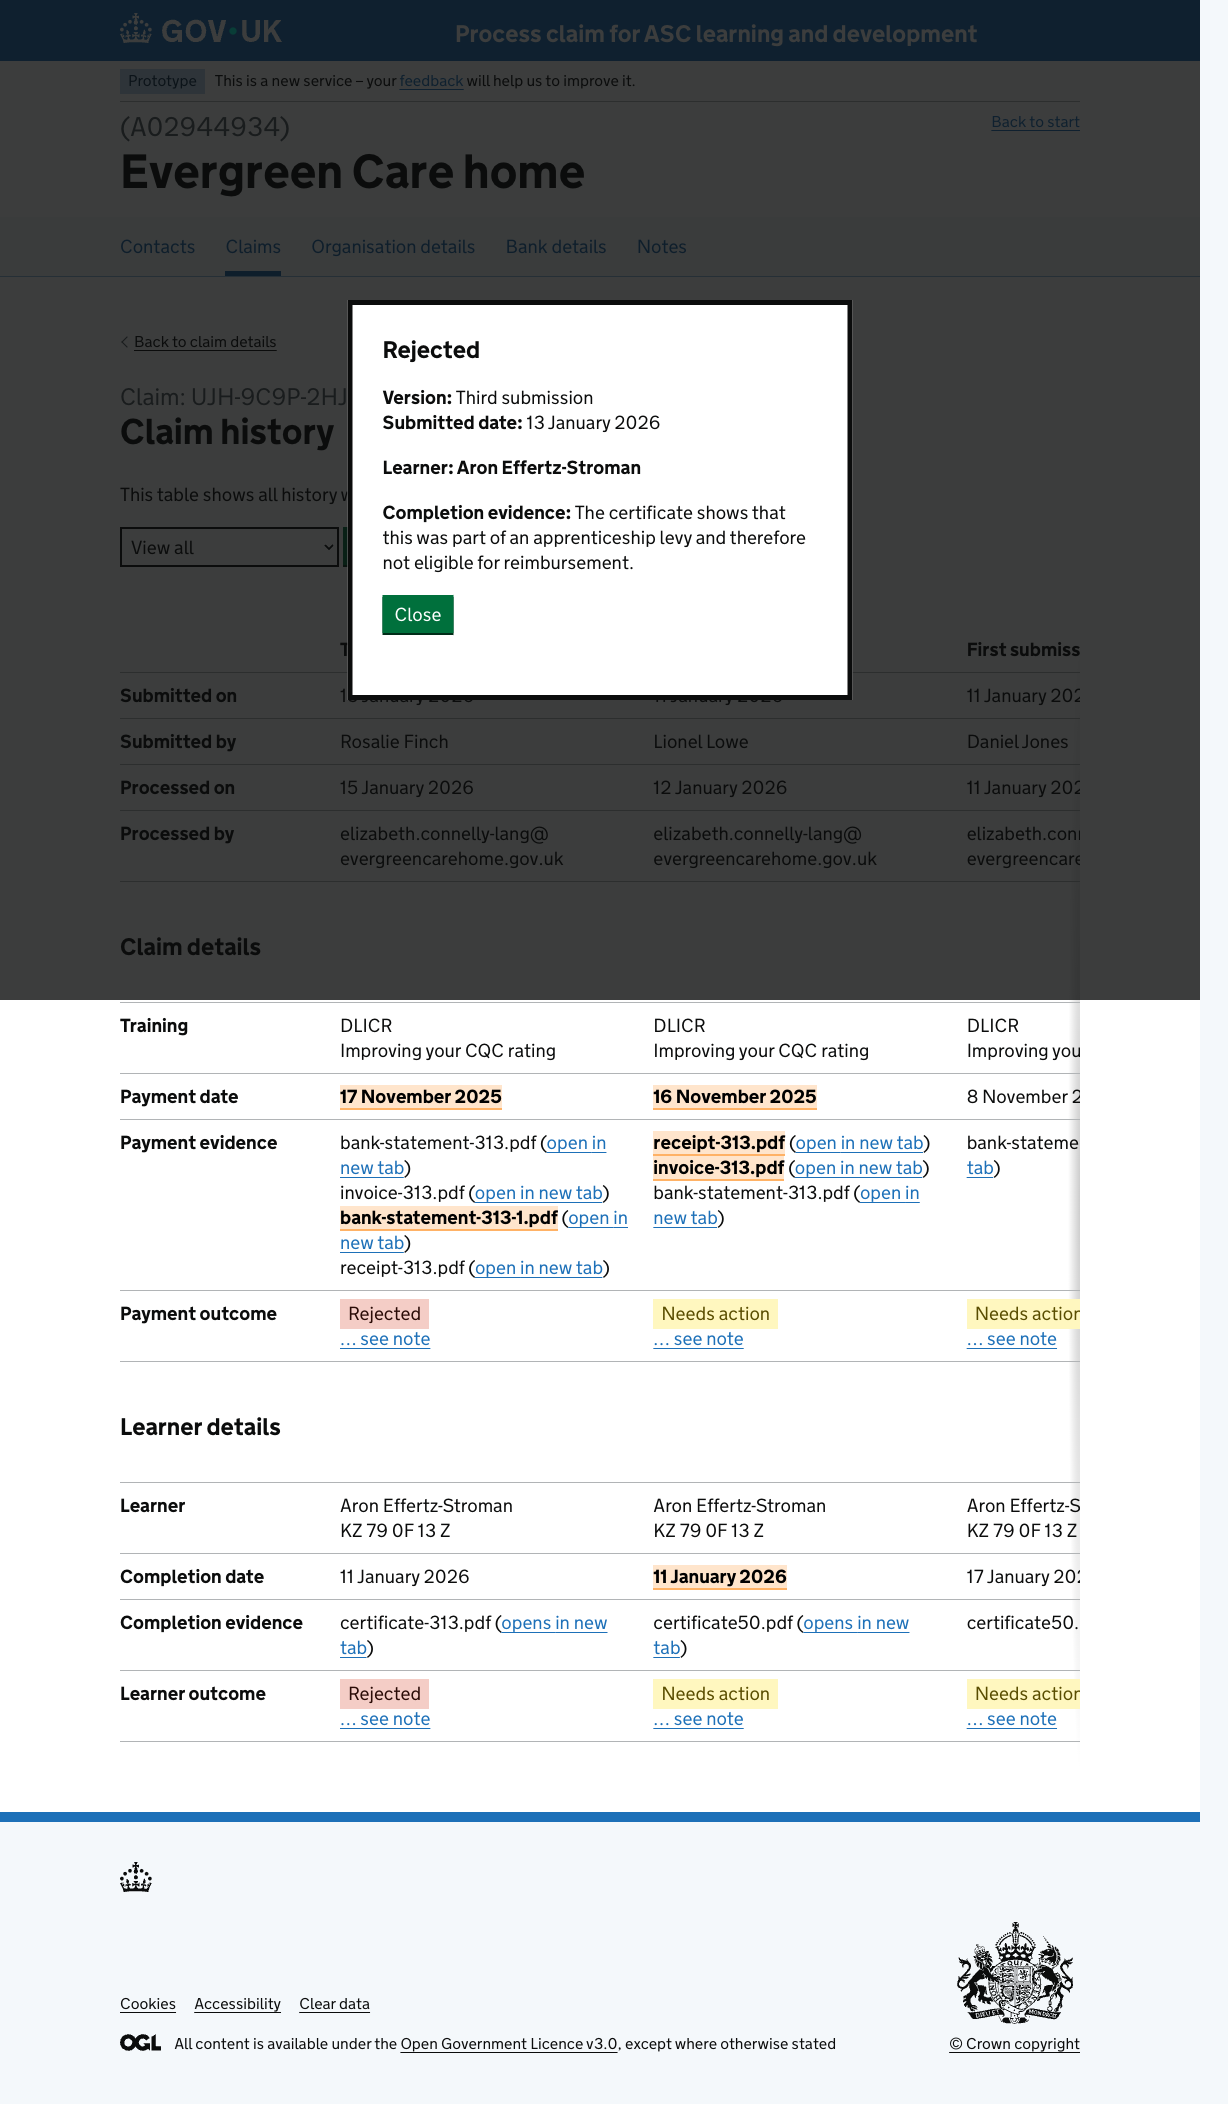 GOV•UK
Process claim for ASC learning and development
Prototype This is a new service – your feedback will help us to improve it.
(A02944934)
Back to start
Evergreen Care home
Contacts Claims Organisation details Bank details Notes
Back to claim details
Claim: UJH-9C9P-2HJ
Claim history
This table shows all history
View all
Rejected
Version: Third submission
Submitted date: 13 January 2026
Learner: Aron Effertz-Stroman
Completion evidence: The certificate shows that
this was part of an apprenticeship levy and therefore
not eligible for reimbursement.
Close
First submiss
Submitted on 11 January 202
Submitted by Rosalie Finch Lionel Lowe Daniel Jones
Processed on 15 January 2026 12 January 2026 11 January 202
Processed by elizabeth.connelly-lang@ elizabeth.connelly-lang@ elizabeth.conn
evergreencarehome.gov.uk evergreencarehome.gov.uk evergreencare
Claim details
Training DLICR DLICR DLICR
Improving your CQC rating Improving your CQC rating Improving you
Payment date 17 November 2025 16 November 2025 8 November 2
Payment evidence bank-statement-313.pdf (open in receipt-313.pdf (open in new tab) bank-stateme
new tab) invoice-313.pdf (open in new tab) tab)
invoice-313.pdf (open in new tab) bank-statement-313.pdf (open in
bank-statement-313-1.pdf (open in new tab)
new tab)
receipt-313.pdf (open in new tab)
Payment outcome Rejected Needs action Needs action
... see note ... see note ... see note
Learner details
Learner Aron Effertz-Stroman Aron Effertz-Stroman Aron Effertz-S
KZ 79 0F 13 Z KZ 79 0F 13 Z KZ 79 0F 13 Z
Completion date 11 January 2026 11 January 2026 17 January 202
Completion evidence certificate-313.pdf (opens in new certificate50.pdf (opens in new certificate50.
tab) tab)
Learner outcome Rejected Needs action Needs action
... see note ... see note ... see note
Cookies Accessibility Clear data
OGL All content is available under the Open Government Licence v3.0, except where otherwise stated
© Crown copyright